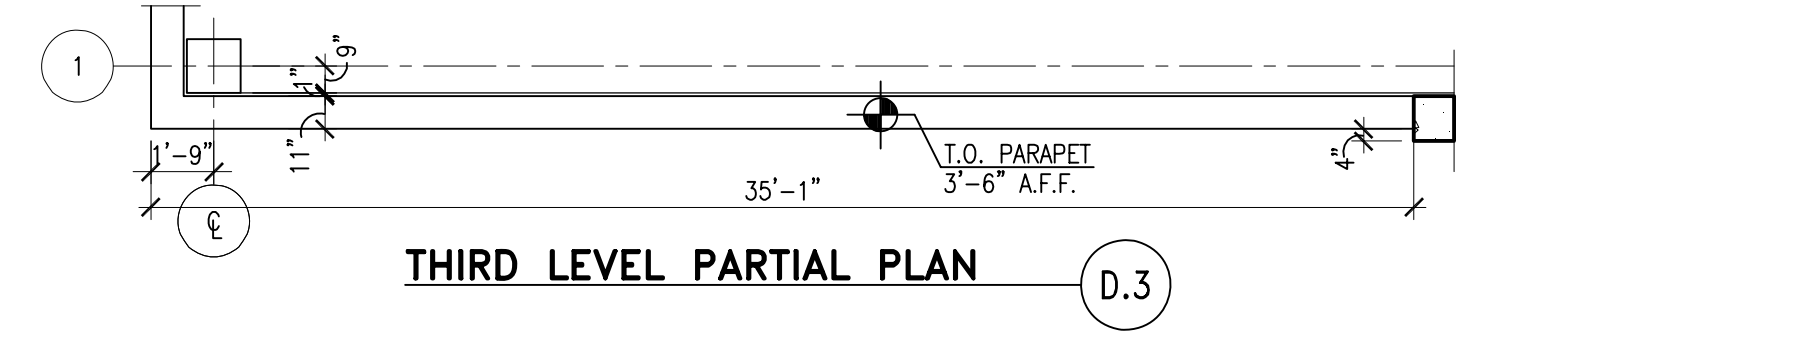 1
9"
1"
11"
1'-9"
℄
T.O. PARAPET
3'-6" A.F.F.
4"
35'-1"
THIRD LEVEL PARTIAL PLAN
D.3